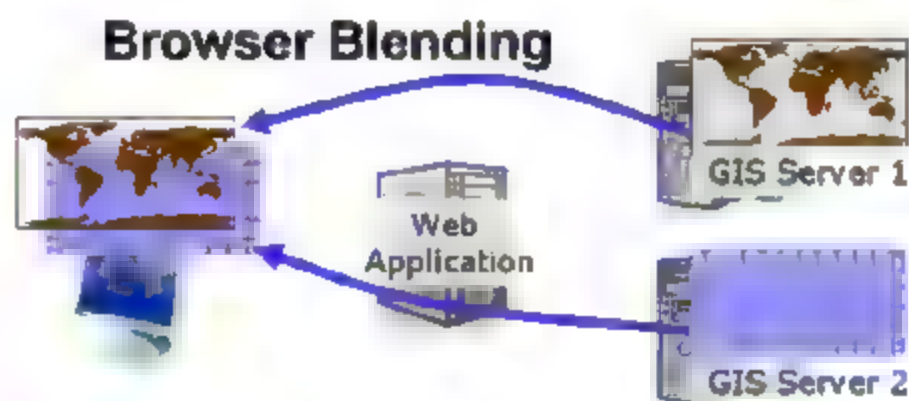 Browser Blending
GIS Server 1
Web
Application
GIS Server 2